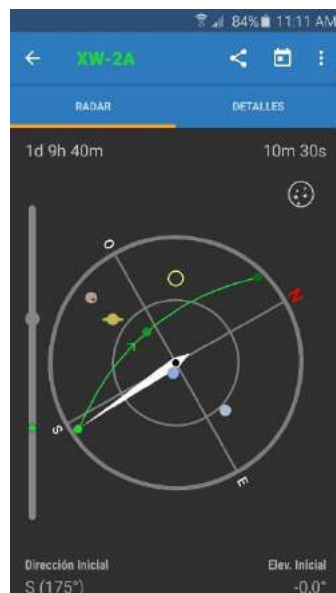 84% 11:11 AM
XW-2A
RADAR DETALLES
1d 9h 40m 10m 30s
O
N
S
E
Dirección Inicial Elev. Inicial
S (175°) -0.0°